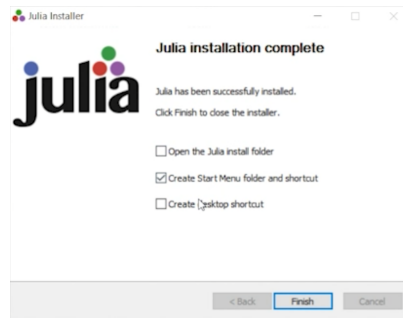 Julia Installer
Julia installation complete
julia
Julia has been successfully installed.
Click Finish to close the installer.
Open the Julia install folder
Create Start Menu folder and shortcut
Create Desktop shortcut
< Back
Finish
Cancel